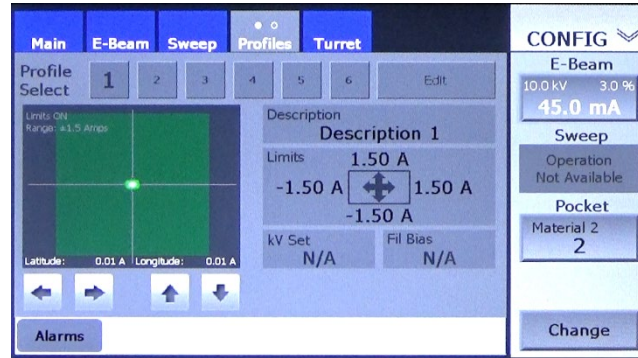 Main E-Beam Sweep Profiles Turret
CONFIG
Profile Select 1 2 3 4 5 6 Edit
E-Beam
10.0 kV 3.0 %
45.0 mA
Limits ON
Range: ±1.5 Amps
Description
Description 1
Sweep
Operation
Not Available
Limits
1.50 A
-1.50 A 1.50 A
-1.50 A
Pocket
Material 2
2
kV Set
N/A
Fil Bias
N/A
Latitude: 0.01 A Longitude: 0.01 A
Alarms
Change